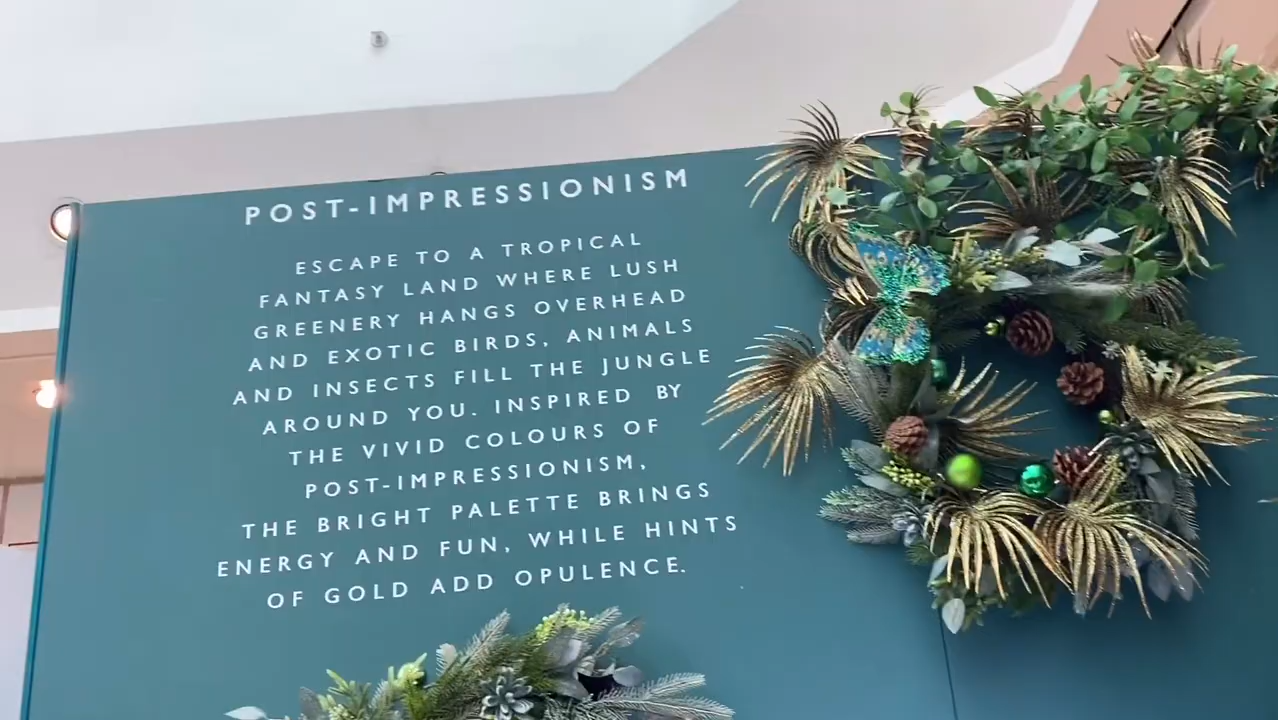 POST-IMPRESSIONISM
ESCAPE TO A TROPICAL
FANTASY LAND WHERE LUSH
GREENERY HANGS OVERHEAD
AND EXOTIC BIRDS, ANIMALS
AND INSECTS FILL THE JUNGLE
AROUND YOU. INSPIRED BY
THE VIVID COLOURS OF
POST-IMPRESSIONISM,
THE BRIGHT PALETTE BRINGS
ENERGY AND FUN, WHILE HINTS
OF GOLD ADD OPULENCE.